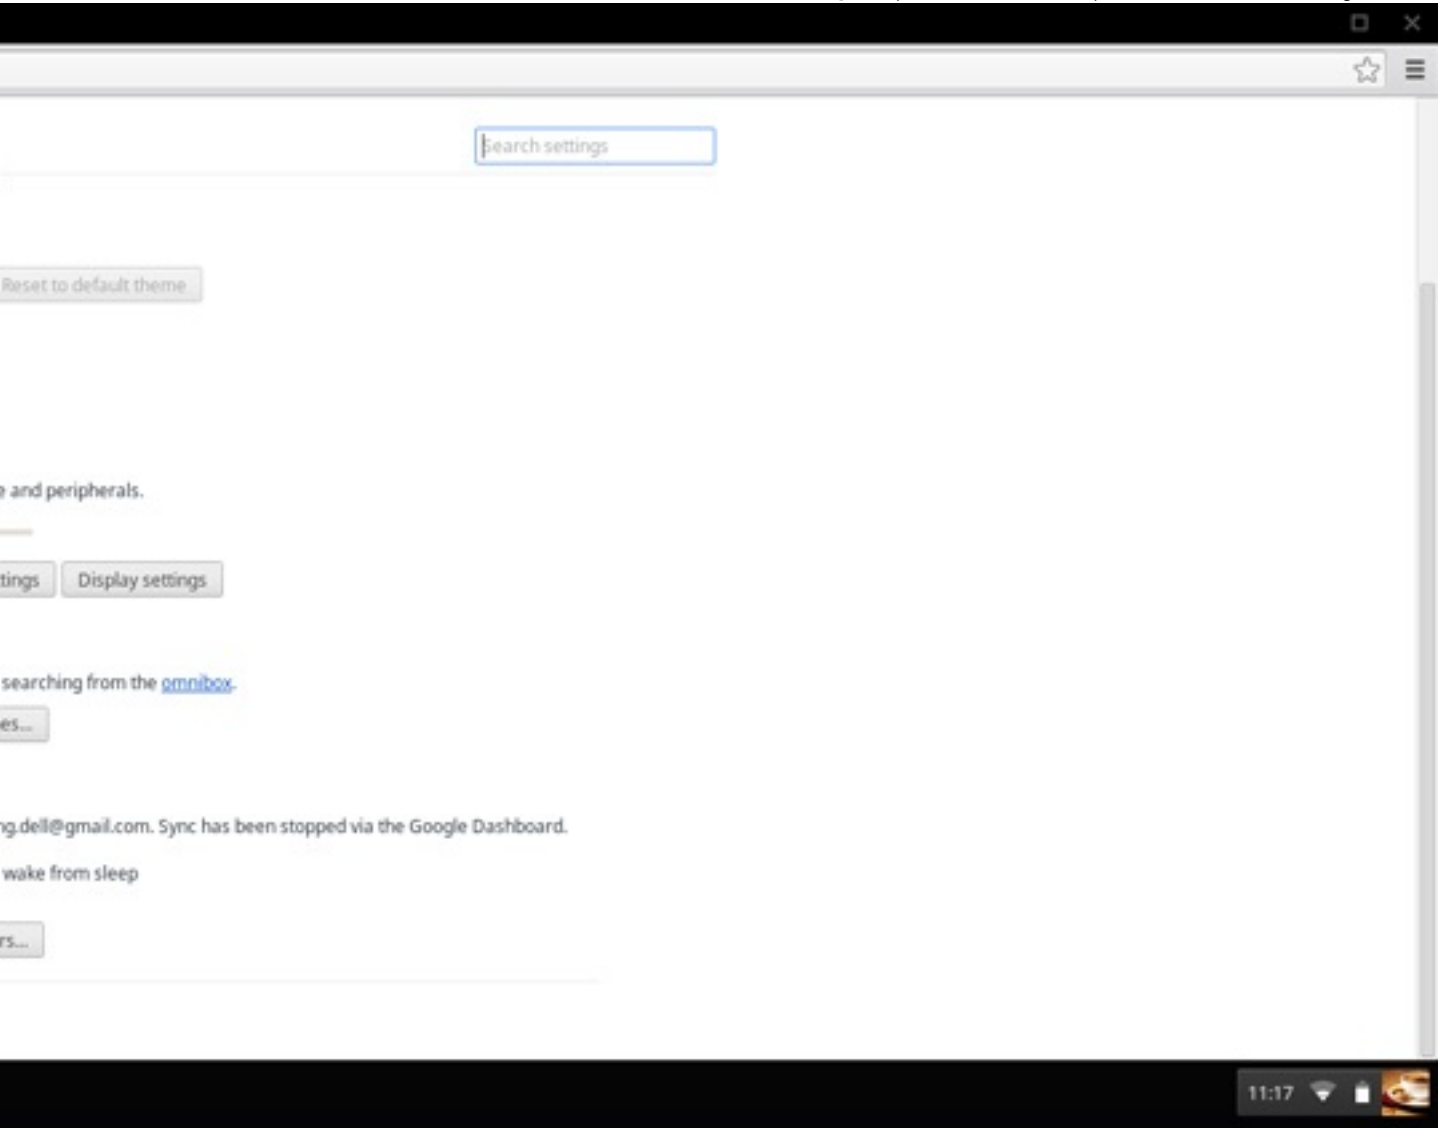 Search settings
Reset to default theme
e and peripherals.
tings
Display settings
searching from the omnibox.
es...
ng.dell@gmail.com. Sync has been stopped via the Google Dashboard.
wake from sleep
rs...
11:17